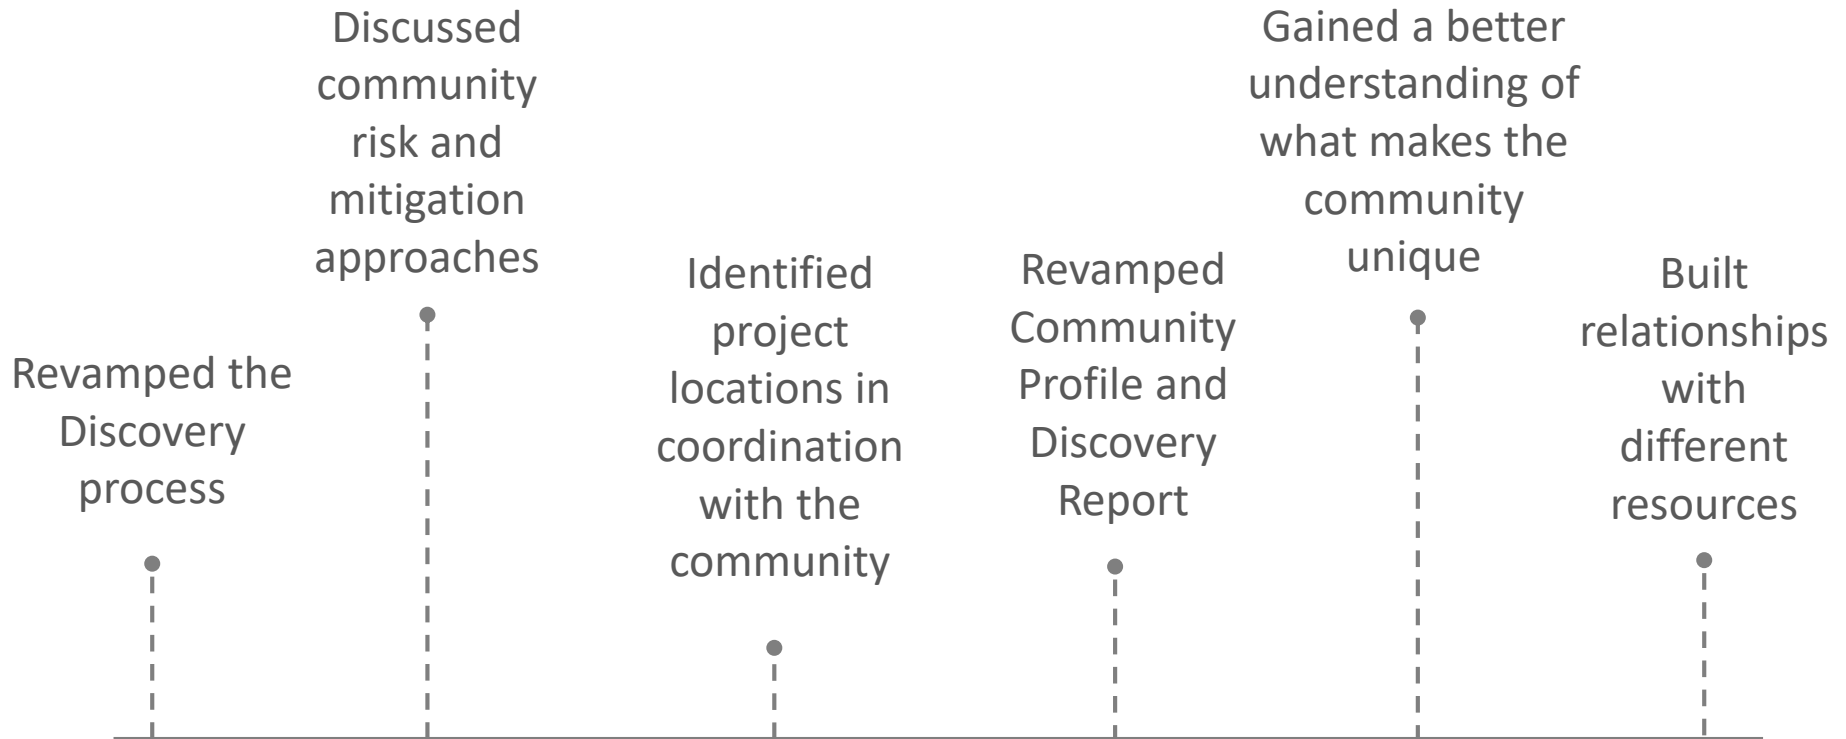 Revamped the
Discovery
process
Discussed
community
risk and
mitigation
approaches
Identified
project
locations in
coordination
with the
community
Revamped
Community
Profile and
Discovery
Report
Gained a better
understanding of
what makes the
community
unique
Built
relationships
with
different
resources